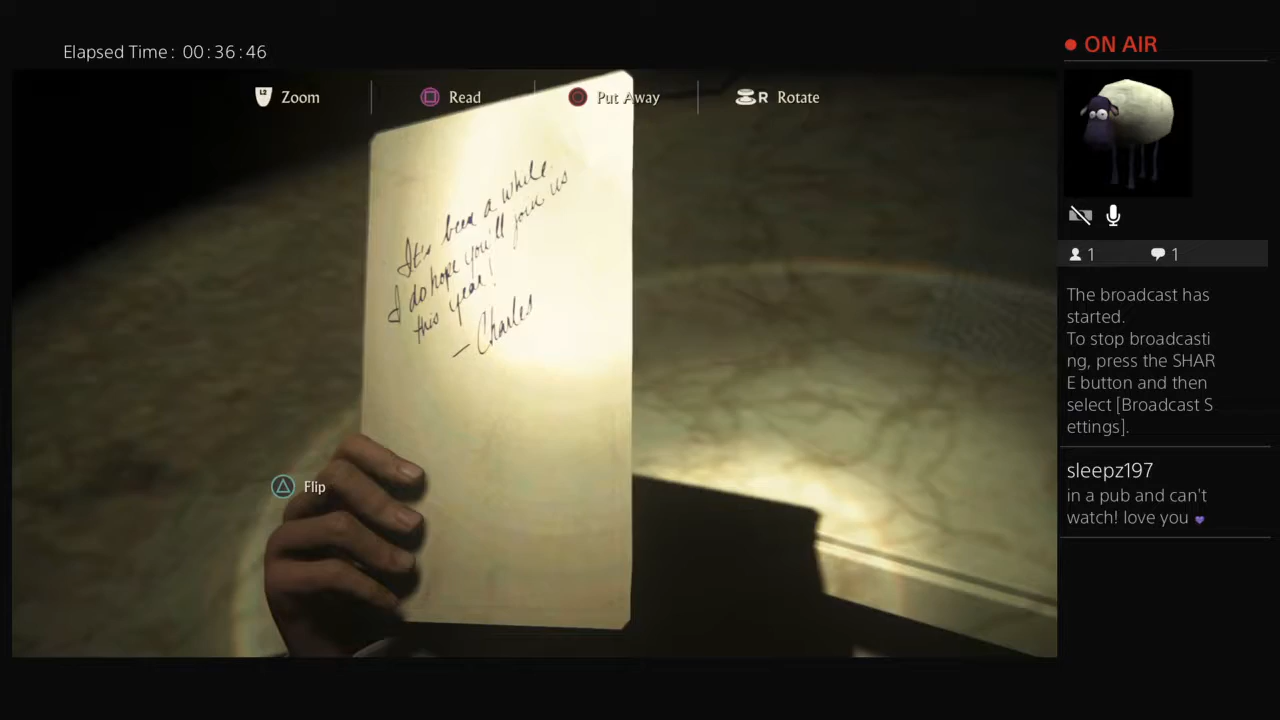 Elapsed Time: 00:36:46
ON AIR
L2 Zoom
Read
Put Away
R Rotate
It's been a while.
I do hope you'll join us
this year!
- Charles
Flip
1
1
The broadcast has
started.
To stop broadcasti
ng, press the SHAR
E button and then
select [Broadcast S
ettings].
sleepz197
in a pub and can't
watch! love you 💜